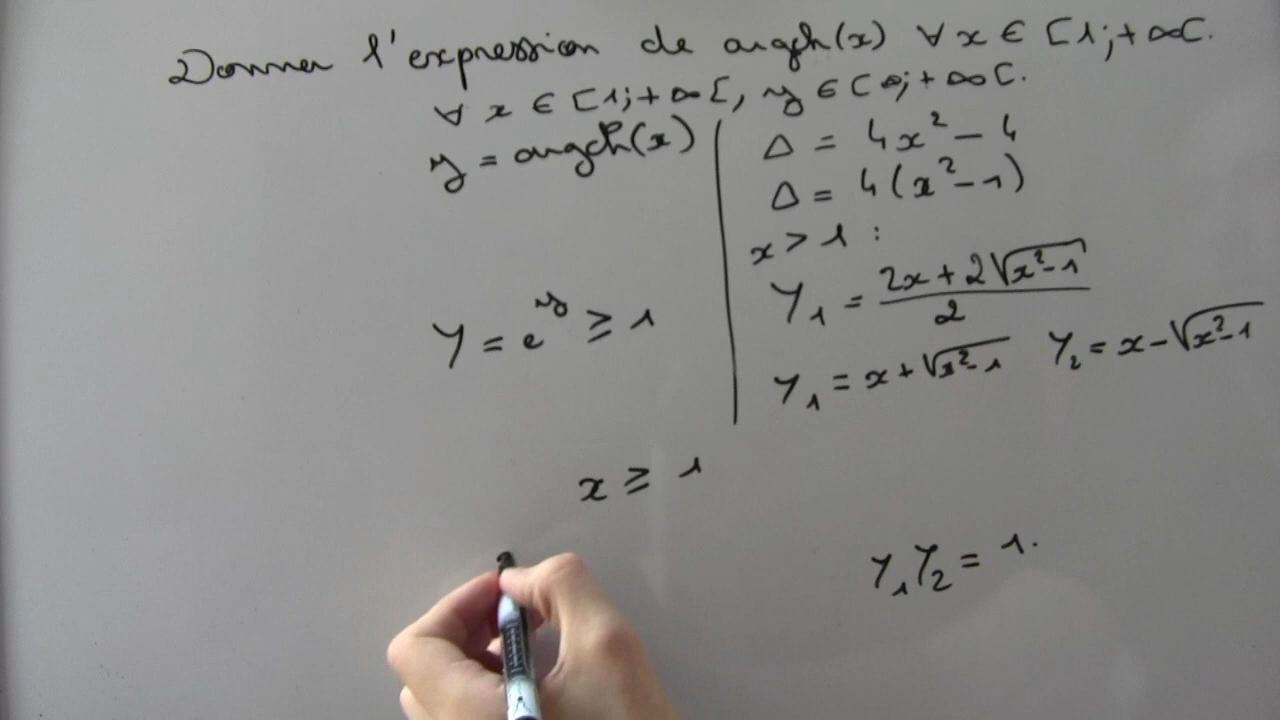 Donner l'expression de argch(x) ∀ x ∈ [1;+∞[.
∀ x ∈ [1;+∞[, y ∈ [0;+∞[.
y = argch(x)
Y = e^y ≥ 1
x ≥ 1
Δ = 4x² - 4
Δ = 4(x²-1)
x > 1 :
Y₁ = (2x + 2√(x²-1))/2
Y₁ = x + √(x²-1) Y₂ = x - √(x²-1)
Y₁Y₂ = 1.